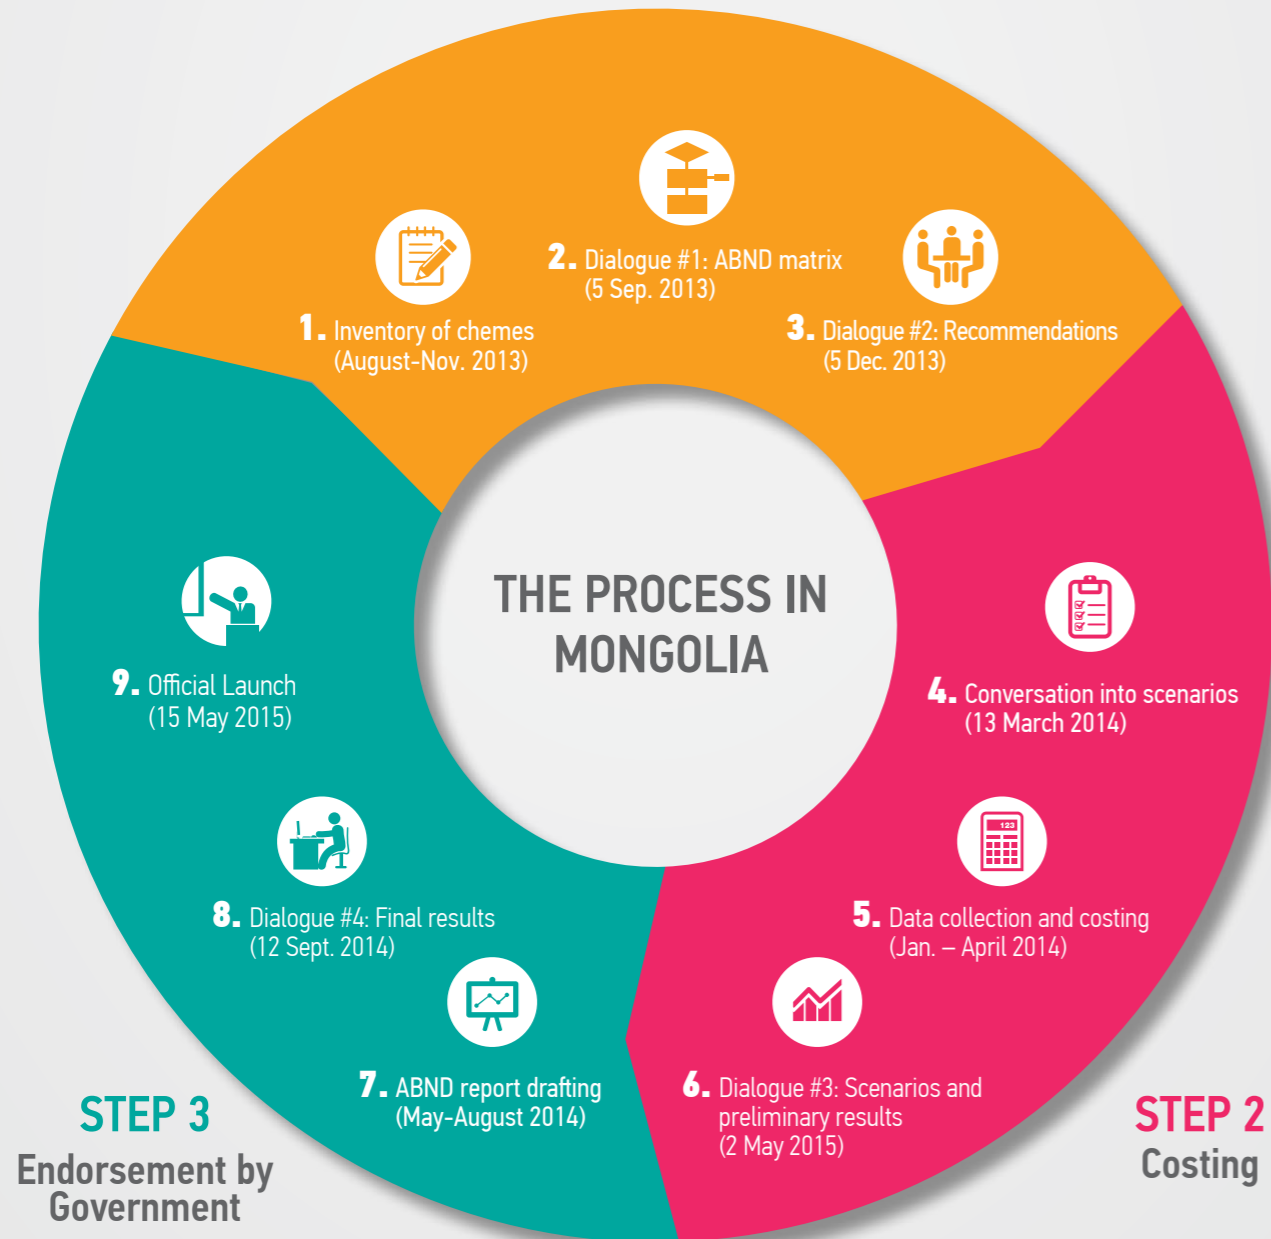 1. Inventory of chemes
(August-Nov. 2013)
2. Dialogue #1: ABND matrix
(5 Sep. 2013)
3. Dialogue #2: Recommendations
(5 Dec. 2013)
THE PROCESS IN
MONGOLIA
4. Conversation into scenarios
(13 March 2014)
123
5. Data collection and costing
(Jan. – April 2014)
6. Dialogue #3: Scenarios and
preliminary results
(2 May 2015)
7. ABND report drafting
(May-August 2014)
8. Dialogue #4: Final results
(12 Sept. 2014)
9. Official Launch
(15 May 2015)
STEP 3
Endorsement by
Government
STEP 2
Costing